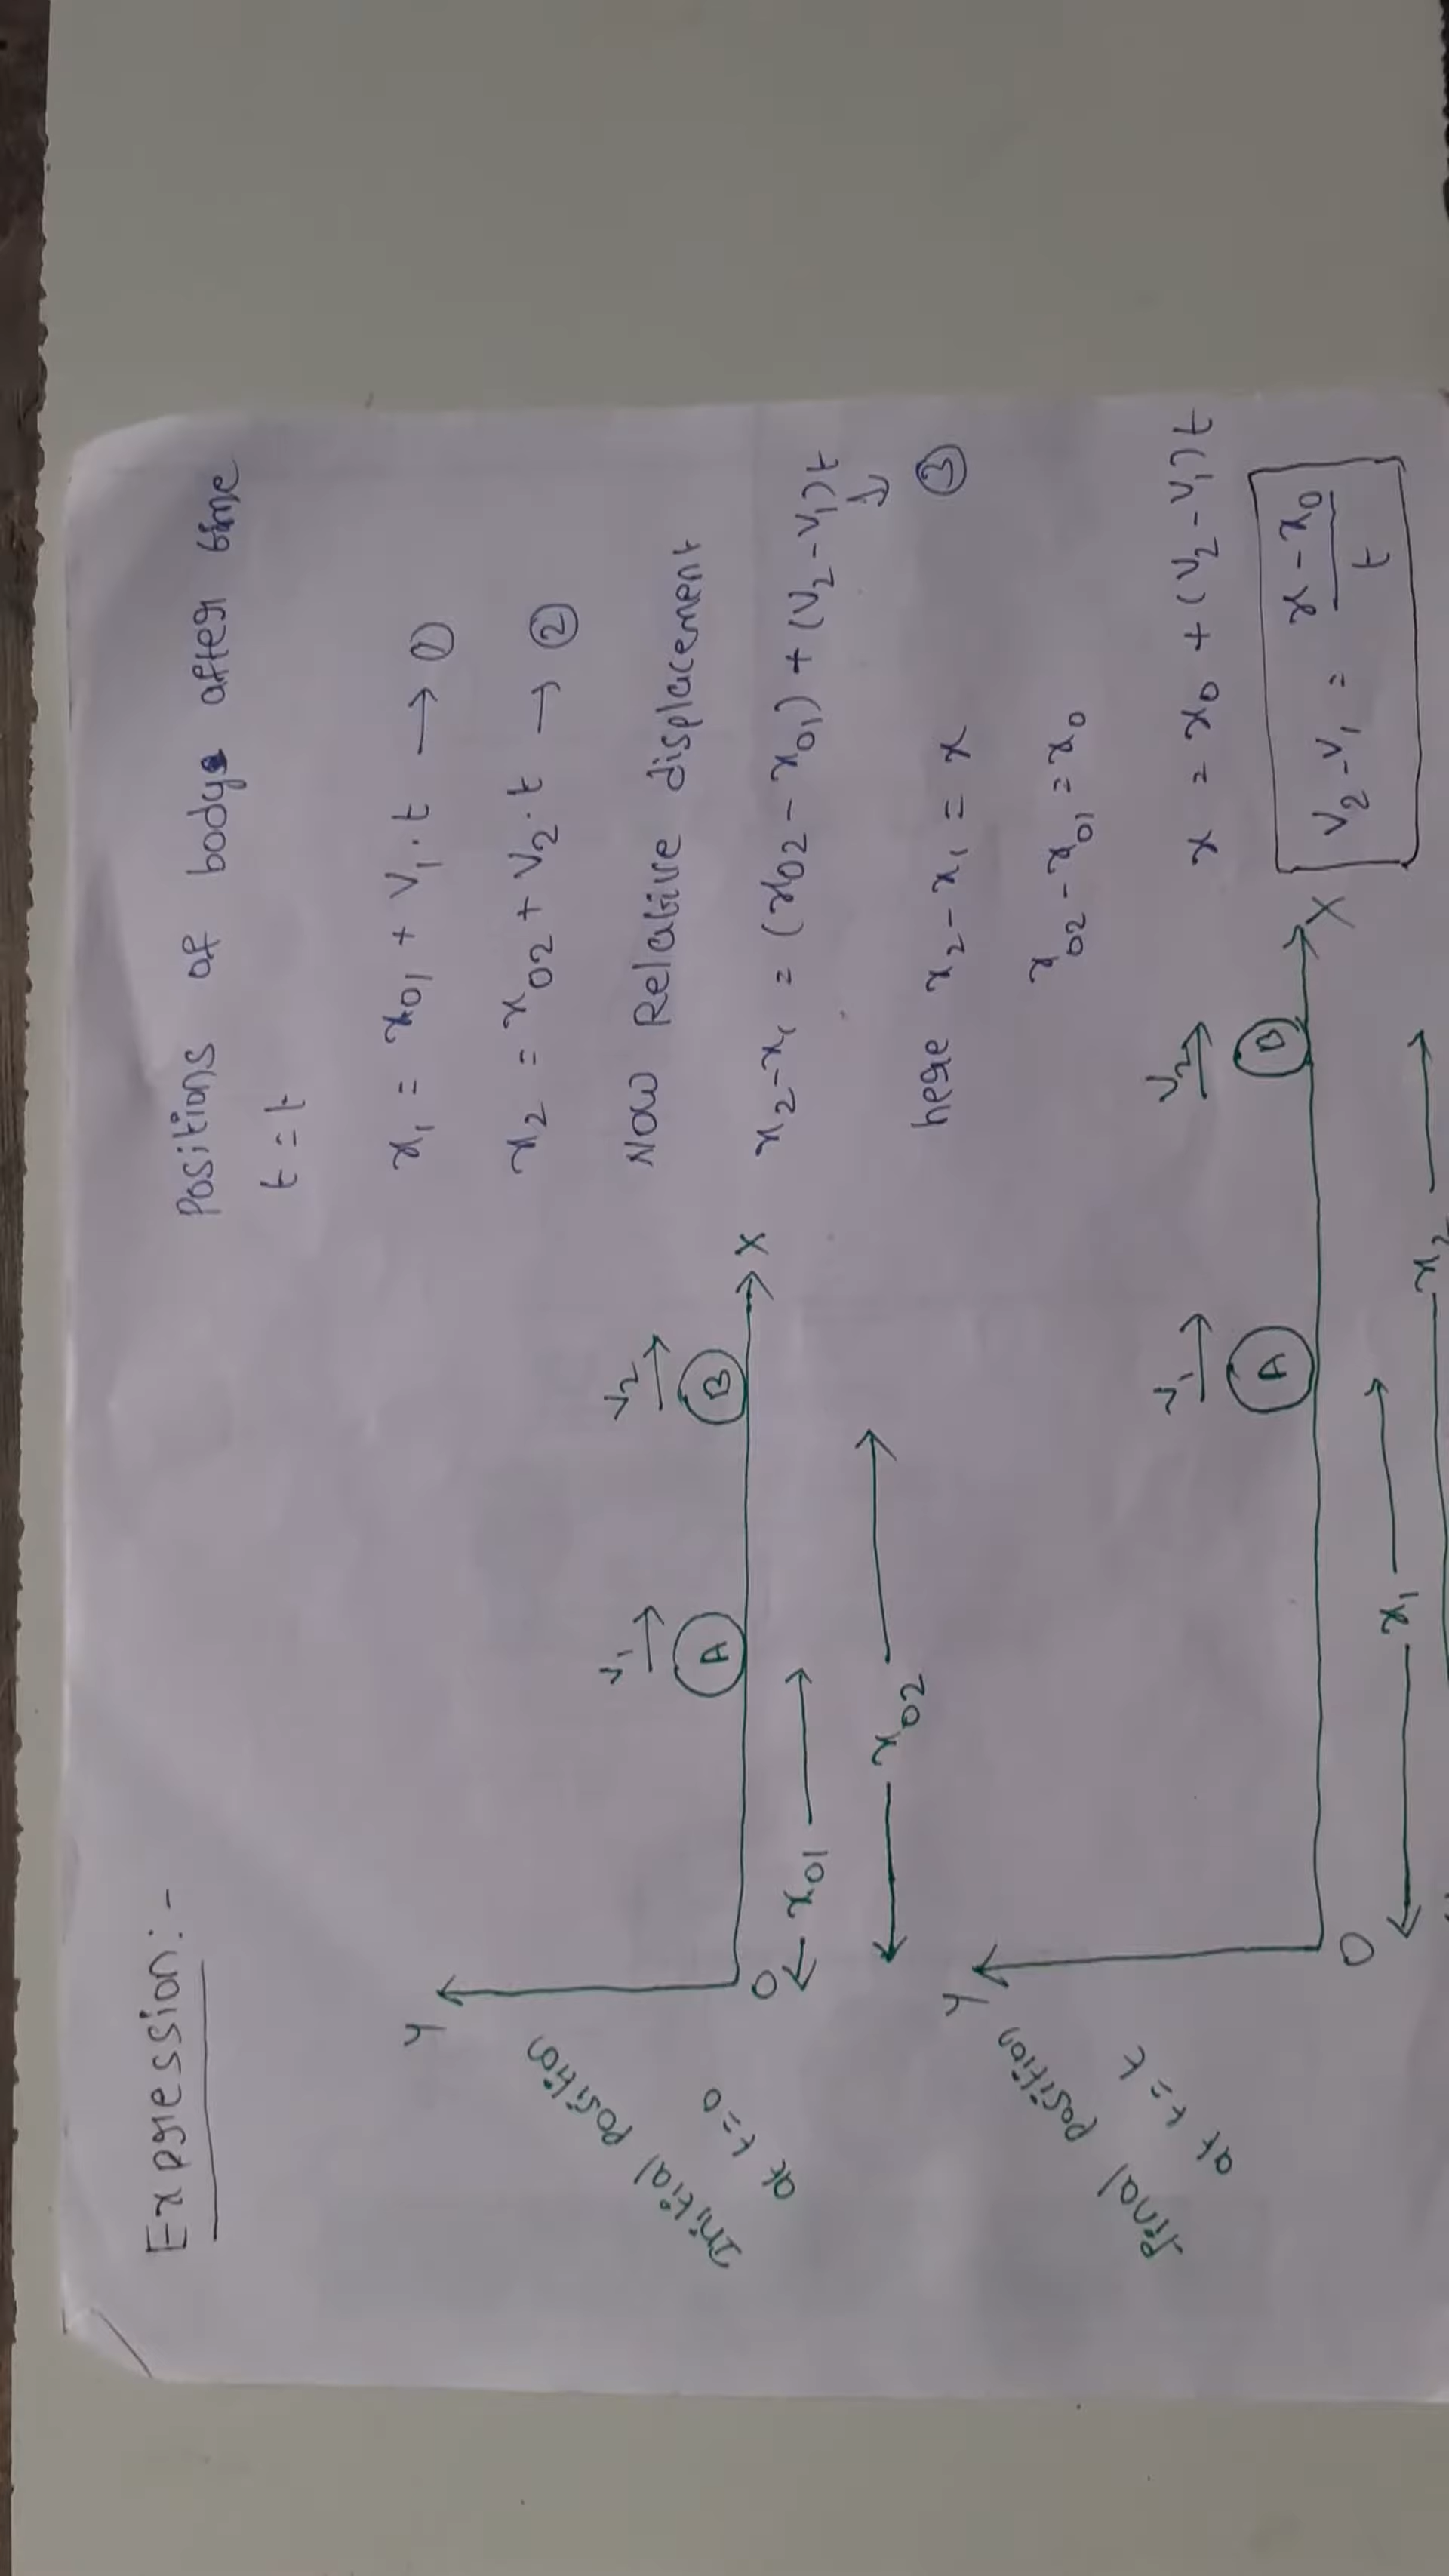 Expression:-
Positions of bodys after time
t = t
x₁ = x₀₁ + v₁·t → ①
x₂ = x₀₂ + v₂·t → ②
Now Relative displacement
x₂-x₁ = (x₀₂-x₀₁) + (v₂-v₁)t
↓
③
here x₂-x₁ = x
x₀₂-x₀₁ = x₀
x = x₀ + (v₂-v₁)t
v₂-v₁ = (x-x₀)/t
Y
v₁ v₂
A B
X
O
x₀₁
x₀₂
Initial Position
at t=0
Y
v₁ v₂
A B
X
O
x₁
x₂
final position
at t=t